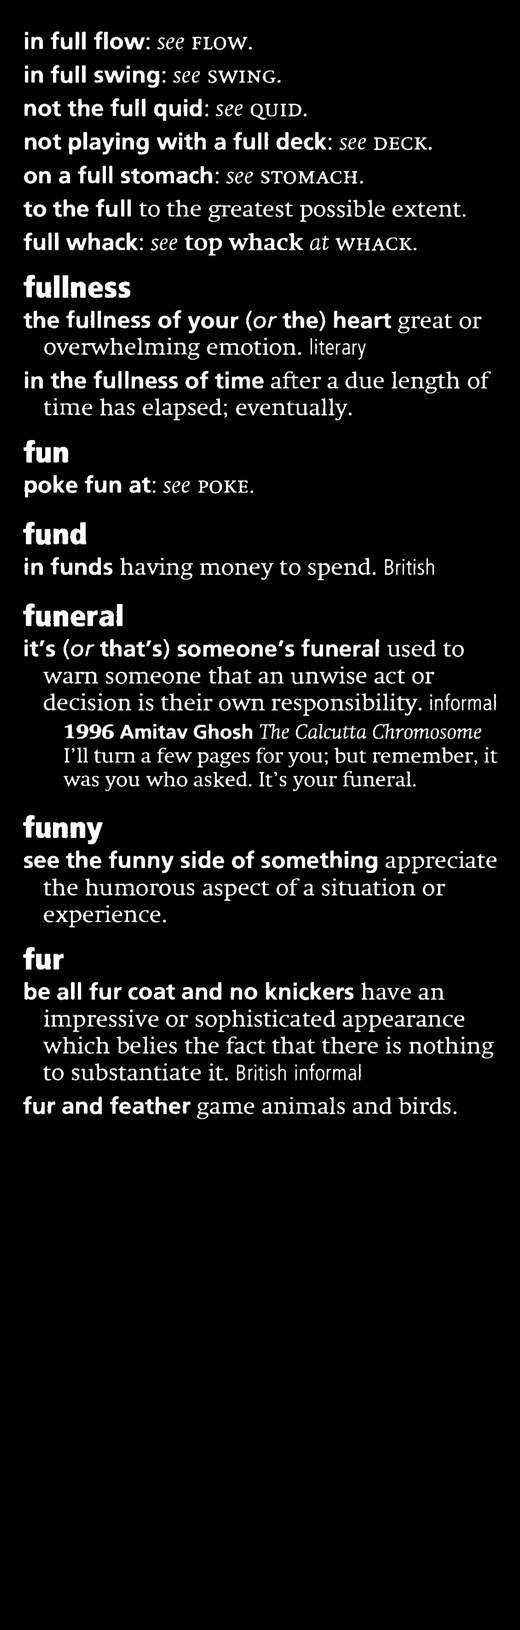 in full flow: see FLOW.
in full swing: see SWING.
not the full quid: see QUID.
not playing with a full deck: see DECK.
on a full stomach: see STOMACH.
to the full to the greatest possible extent.
full whack: see top whack at WHACK.
fullness
the fullness of your (or the) heart great or
overwhelming emotion. literary
in the fullness of time after a due length of
time has elapsed; eventually.
fun
poke fun at: see POKE.
fund
in funds having money to spend. British
funeral
it's (or that's) someone's funeral used to
warn someone that an unwise act or
decision is their own responsibility. informal
1996 Amitav Ghosh The Calcutta Chromosome
I'll turn a few pages for you; but remember, it
was you who asked. It's your funeral.
funny
see the funny side of something appreciate
the humorous aspect of a situation or
experience.
fur
be all fur coat and no knickers have an
impressive or sophisticated appearance
which belies the fact that there is nothing
to substantiate it. British informal
fur and feather game animals and birds.